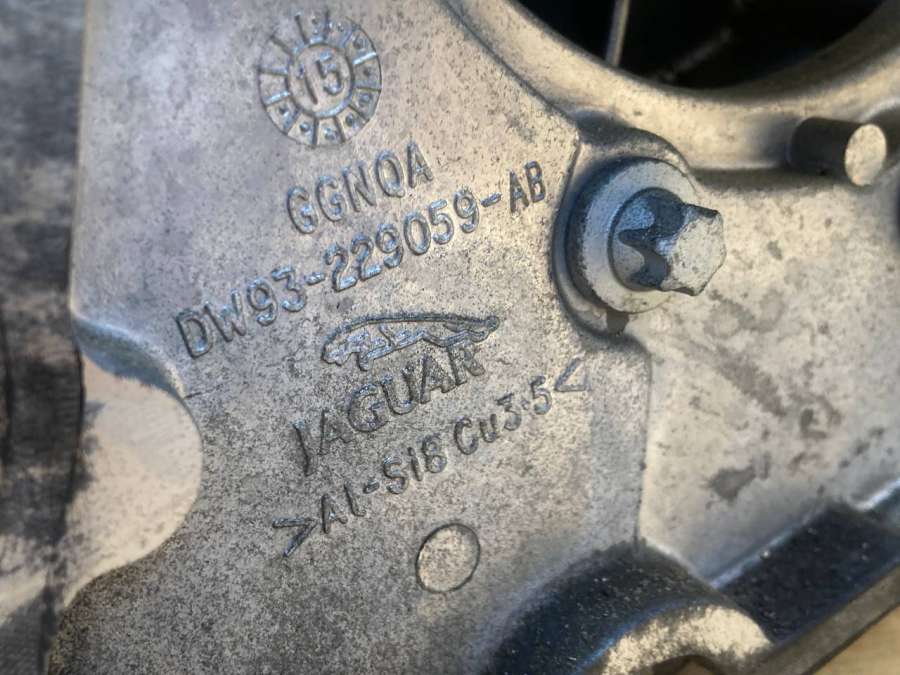 15
GGNQA
DW93-229059-AB
JAGUAR
>Al-Si8 Cu3·5<